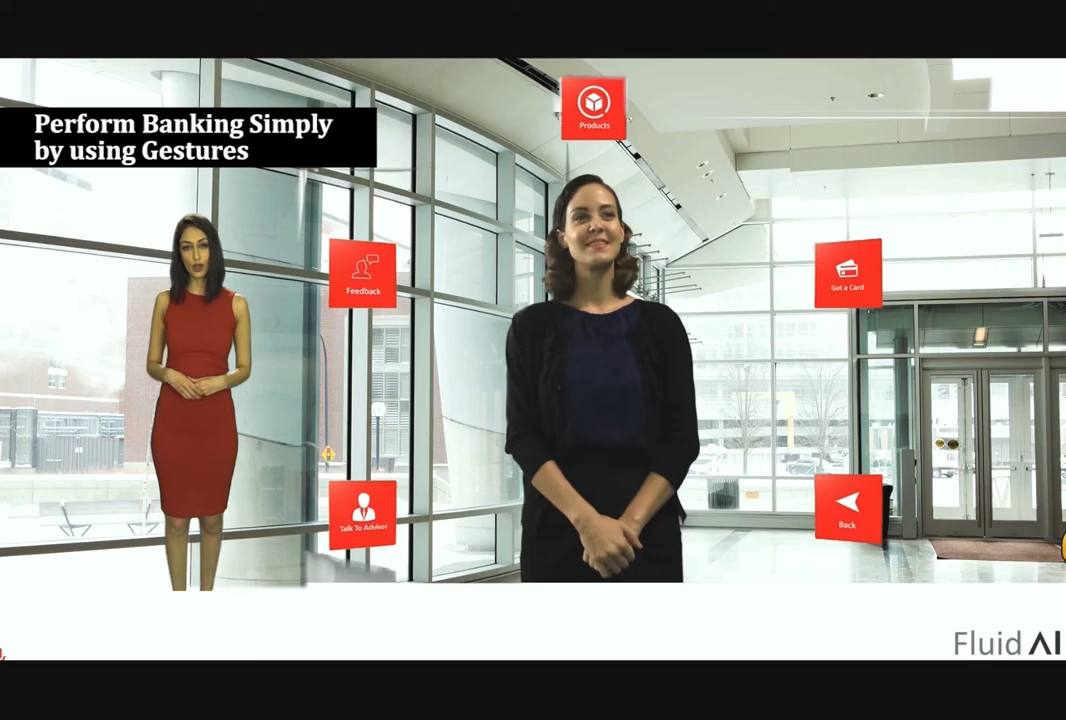 Perform Banking Simply
by using Gestures
Products
Feedback
Get a Card
Talk To Advisor
Back
Fluid AI